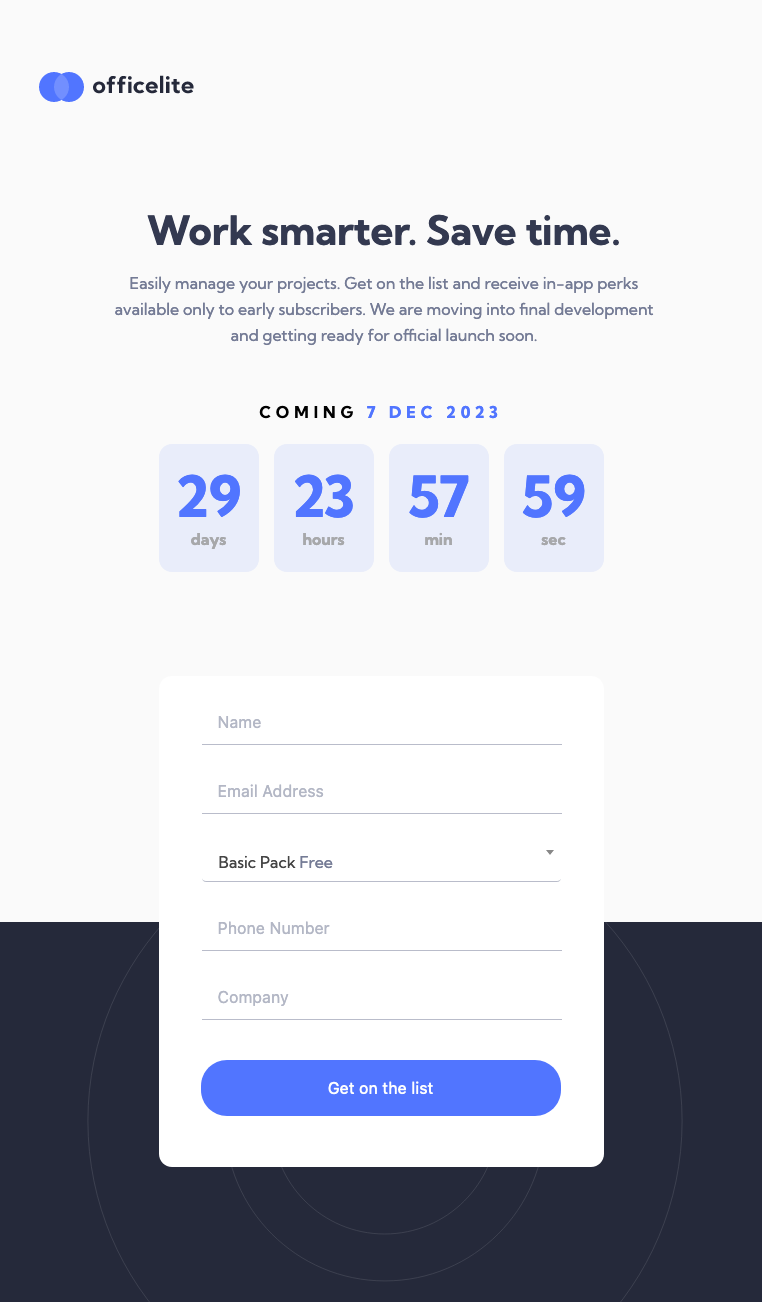 officelite
Work smarter. Save time.
Easily manage your projects. Get on the list and receive in-app perks
available only to early subscribers. We are moving into final development
and getting ready for official launch soon.
COMING 7 DEC 2023
29 23 57 59
days hours min sec
Name
Email Address
Basic Pack Free
Phone Number
Company
Get on the list